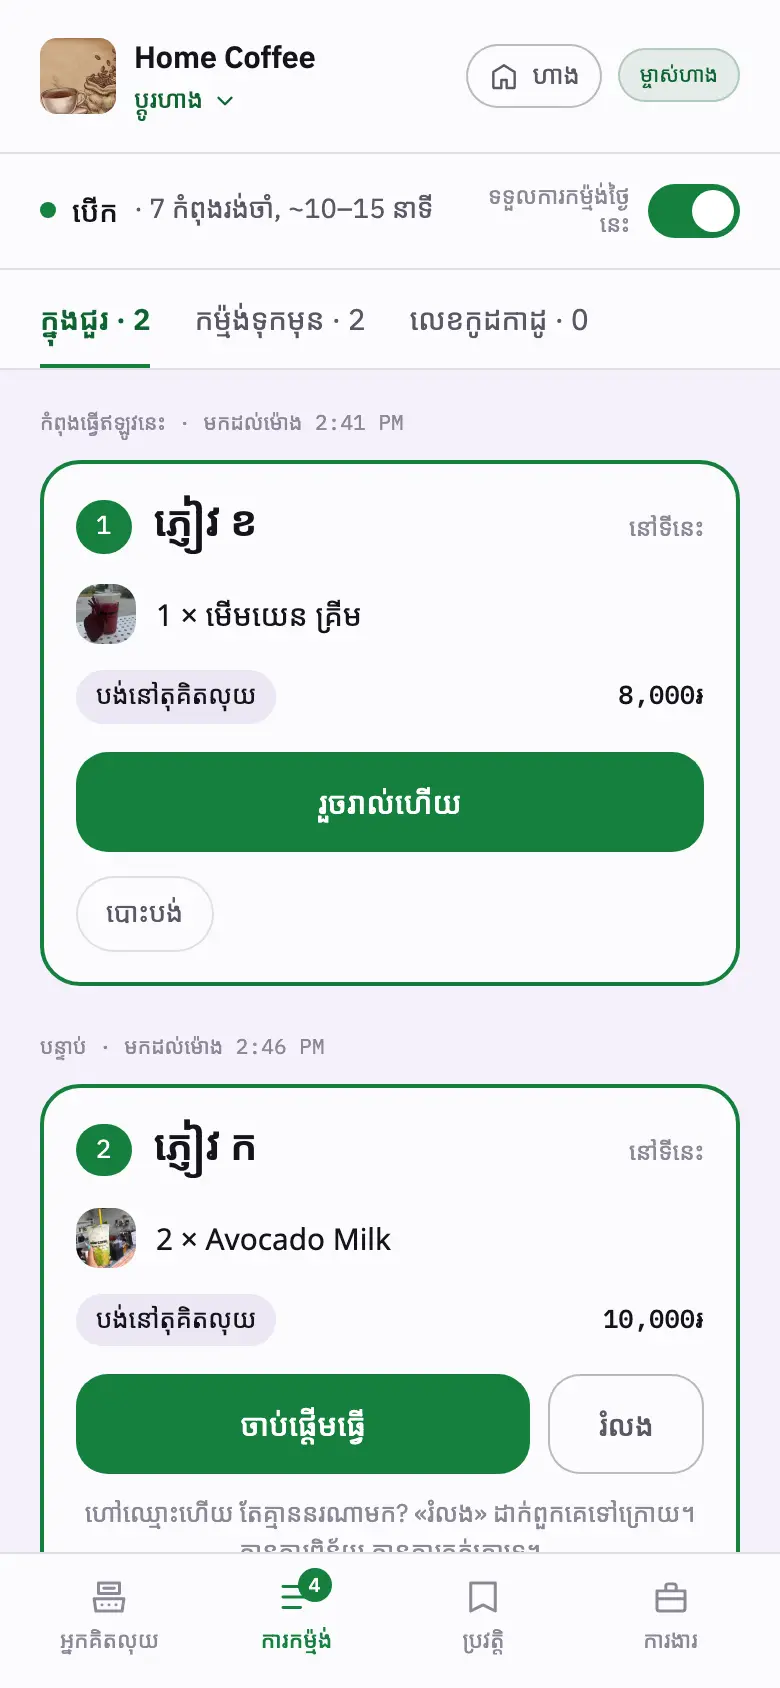 Home Coffee
ប្ដូរហាង
ហាង
ម្ចាស់ហាង
បើក · 7 កំពុងរង់ចាំ, ~10–15 នាទី
ទទួលការកម្ម៉ង់ថ្ងៃ
នេះ
ក្នុងជួរ · 2
កម្ម៉ង់ទុកមុន · 2
លេខកូដកាដូ · 0
កំពុងធ្វើឥឡូវនេះ · មកដល់ម៉ោង 2:41 PM
1 ភ្ញៀវ ខ
នៅទីនេះ
1 × មើមយេន គ្រីម
បង់នៅតុគិតលុយ
8,000៛
រួចរាល់ហើយ
បោះបង់
បន្ទាប់ · មកដល់ម៉ោង 2:46 PM
2 ភ្ញៀវ ក
នៅទីនេះ
2 × Avocado Milk
បង់នៅតុគិតលុយ
10,000៛
ចាប់ផ្ដើមធ្វើ
រំលង
ហៅឈ្មោះហើយ តែគ្មាននរណាមក? «រំលង» ដាក់ពួកគេទៅក្រោយ។
4
អ្នកគិតលុយ
ការកម្ម៉ង់
ប្រវត្តិ
ការងារ